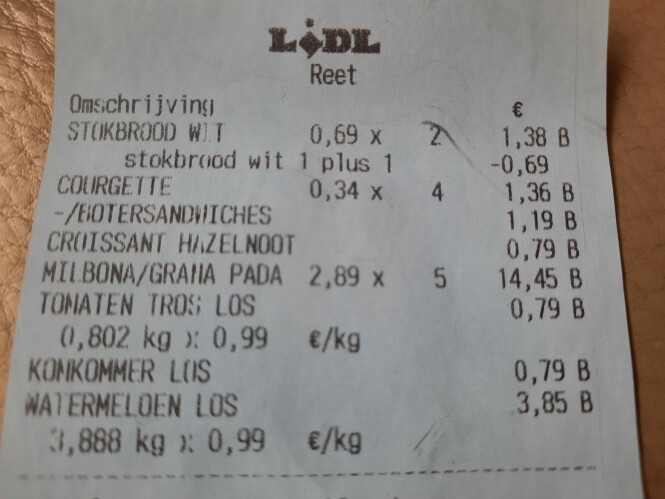 LIDL
Reet
Omschrijving €
STOKBROOD WIT 0,69 x 2 1,38 B
stokbrood wit 1 plus 1 -0,69
COURGETTE 0,34 x 4 1,36 B
-/BOTERSANDWICHES 1,19 B
CROISSANT HAZELNOOT 0,79 B
MILBONA/GRANA PADA 2,89 x 5 14,45 B
TOMATEN TROS LOS 0,79 B
0,802 kg x 0,99 €/kg
KOMKOMMER LOS 0,79 B
WATERMELOEN LOS 3,85 B
3,888 kg x 0,99 €/kg